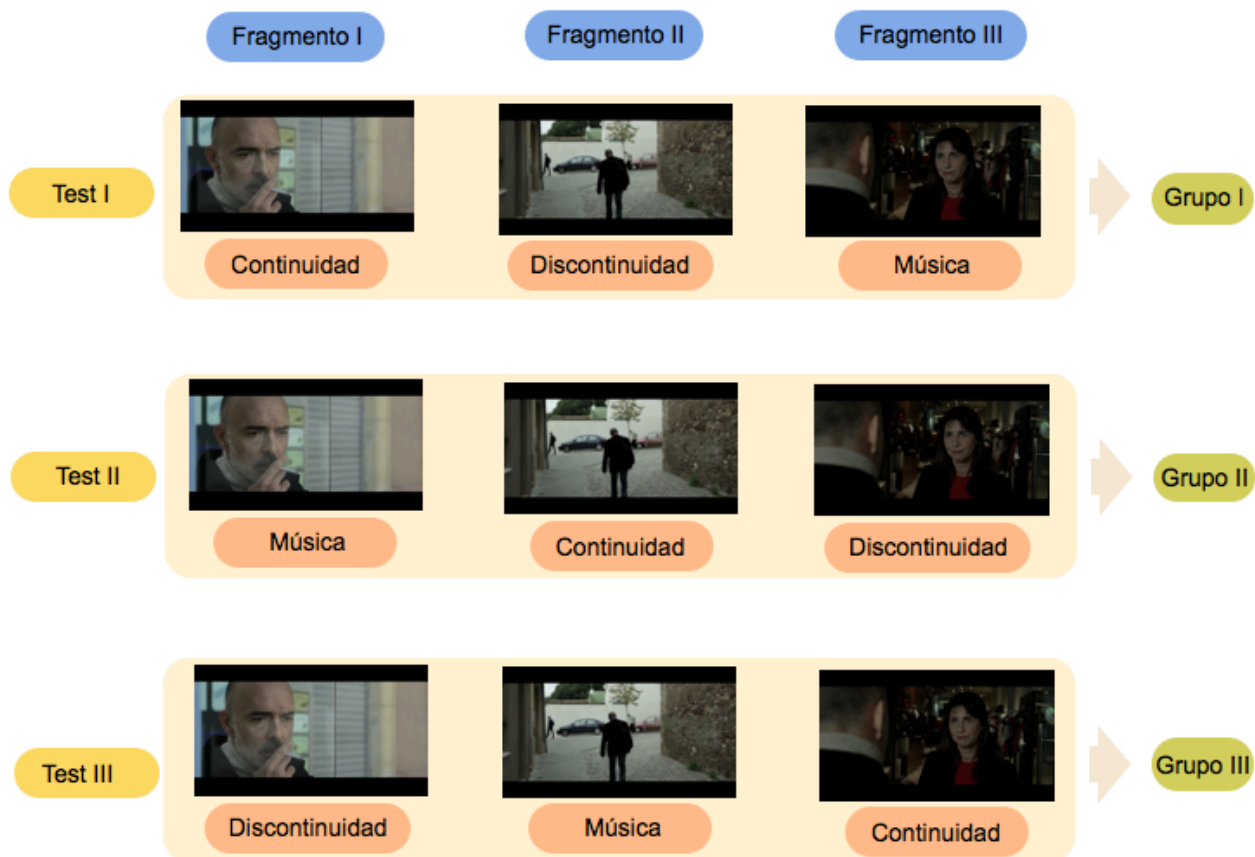 Fragmento I
Fragmento II
Fragmento III
Test I
Grupo I
Continuidad
Discontinuidad
Música
Test II
Grupo II
Música
Continuidad
Discontinuidad
Test III
Grupo III
Discontinuidad
Música
Continuidad